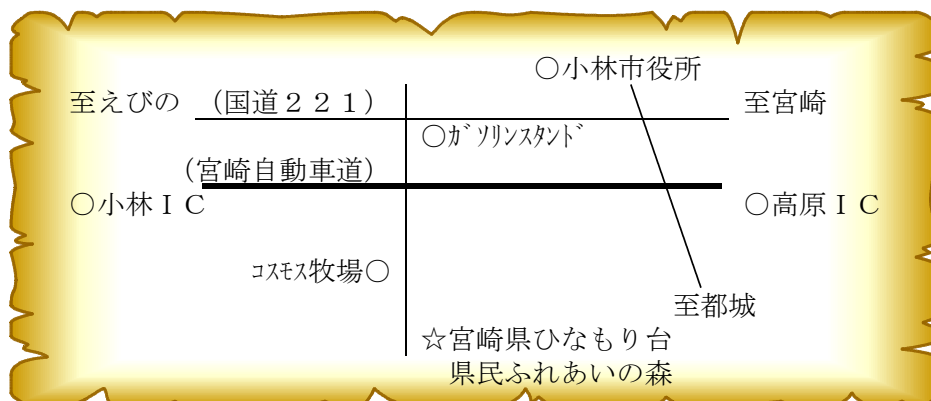 ○小林市役所
至えびの （国道２２１） 至宮崎
○ｶﾞｿﾘﾝｽﾀﾝﾄﾞ
（宮崎自動車道）
○小林ＩＣ ○高原ＩＣ
ｺｽﾓｽ牧場○
至都城
☆宮崎県ひなもり台
県民ふれあいの森